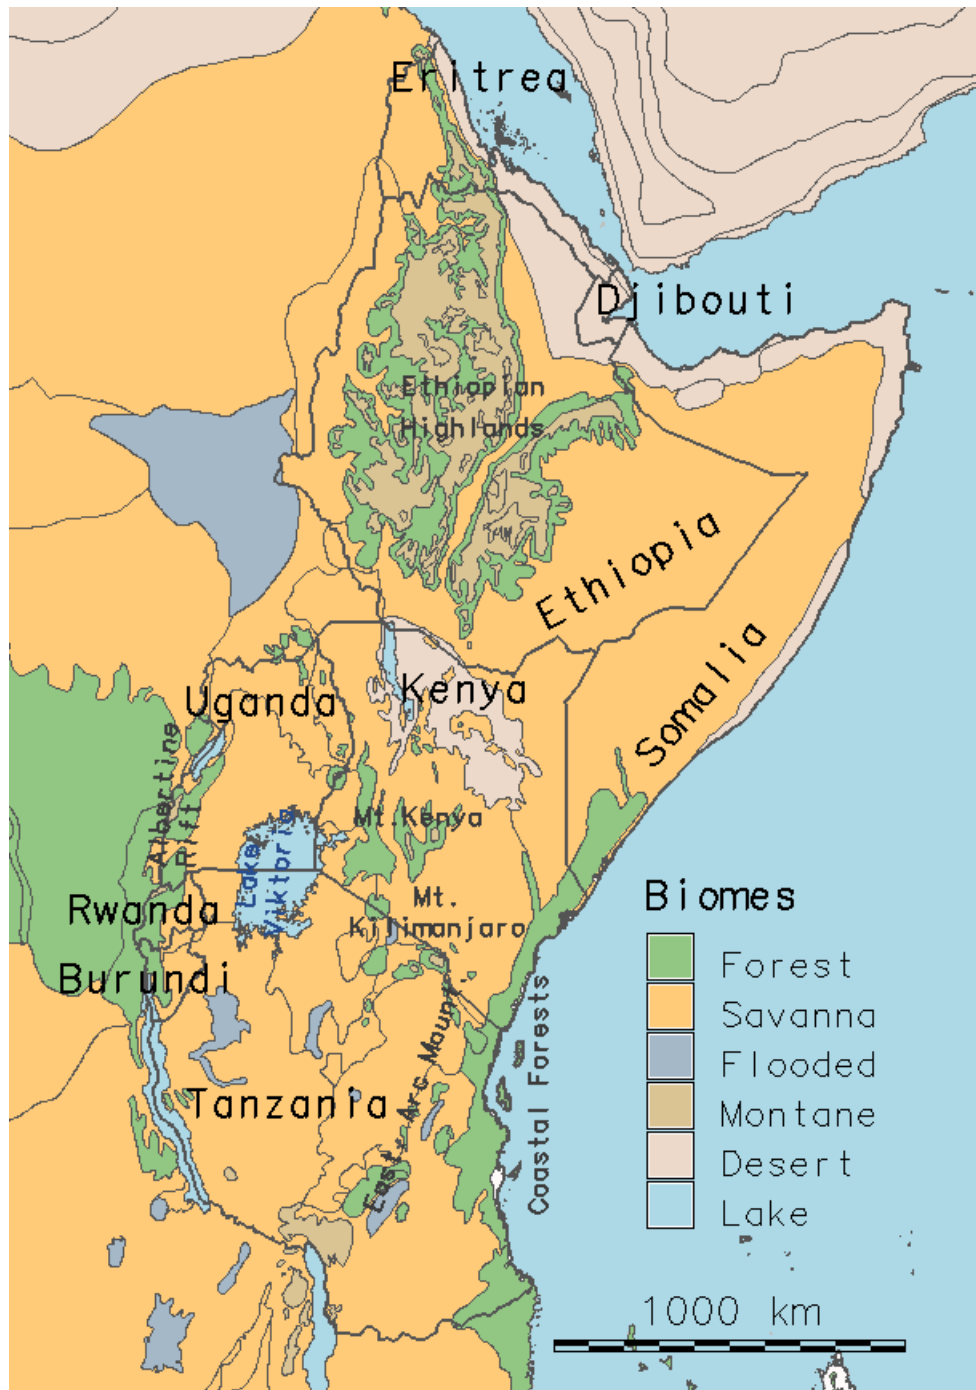 Eritrea
Djibouti
Ethiopian
Highlands
Ethiopia
Somalia
Uganda
Kenya
Albertine
Rift
Mt.Kenya
Lake
Viktoria
Rwanda
Mt.
Kilimanjaro
Burundi
Tanzania
East. Arc Mount.
Coastal Forests
Biomes
Forest
Savanna
Flooded
Montane
Desert
Lake
1000 km